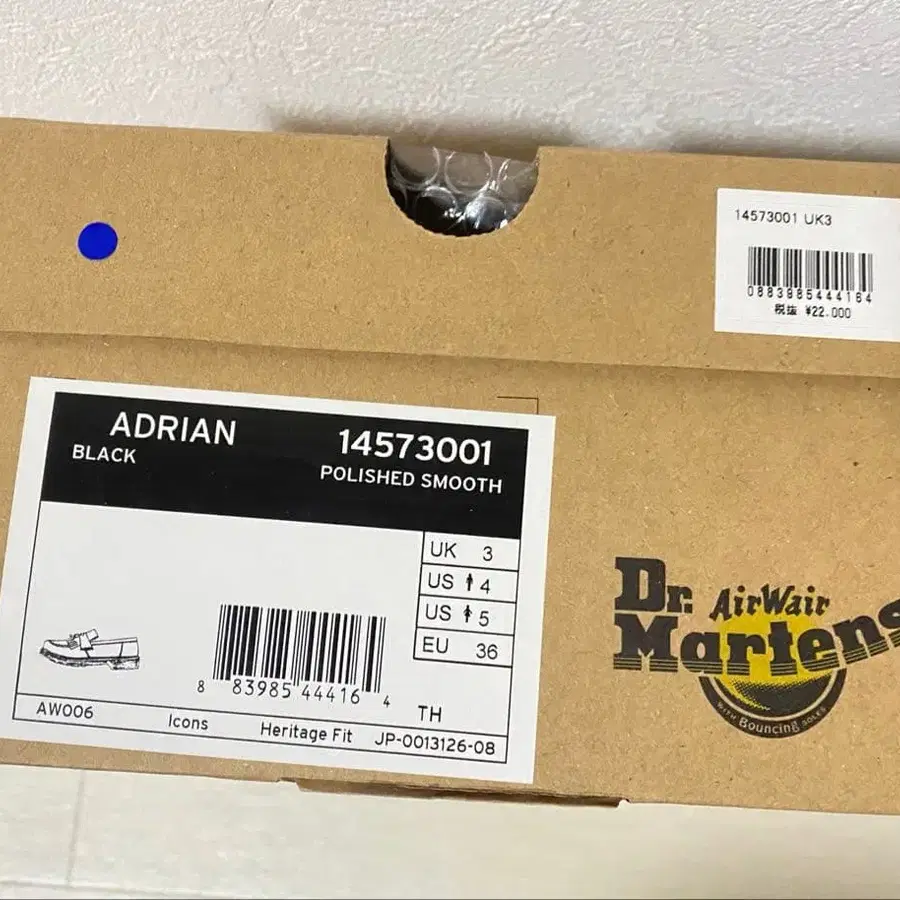 14573001 UK3
0883985444164
税抜 ¥22,000
ADRIAN
BLACK
14573001
POLISHED SMOOTH
UK 3
US 4
US 5
EU 36
8 83985 44416 4
TH
AW006 Icons Heritage Fit JP-0013126-08
Dr. AirWair
Martens
WITH Bouncing SOLES